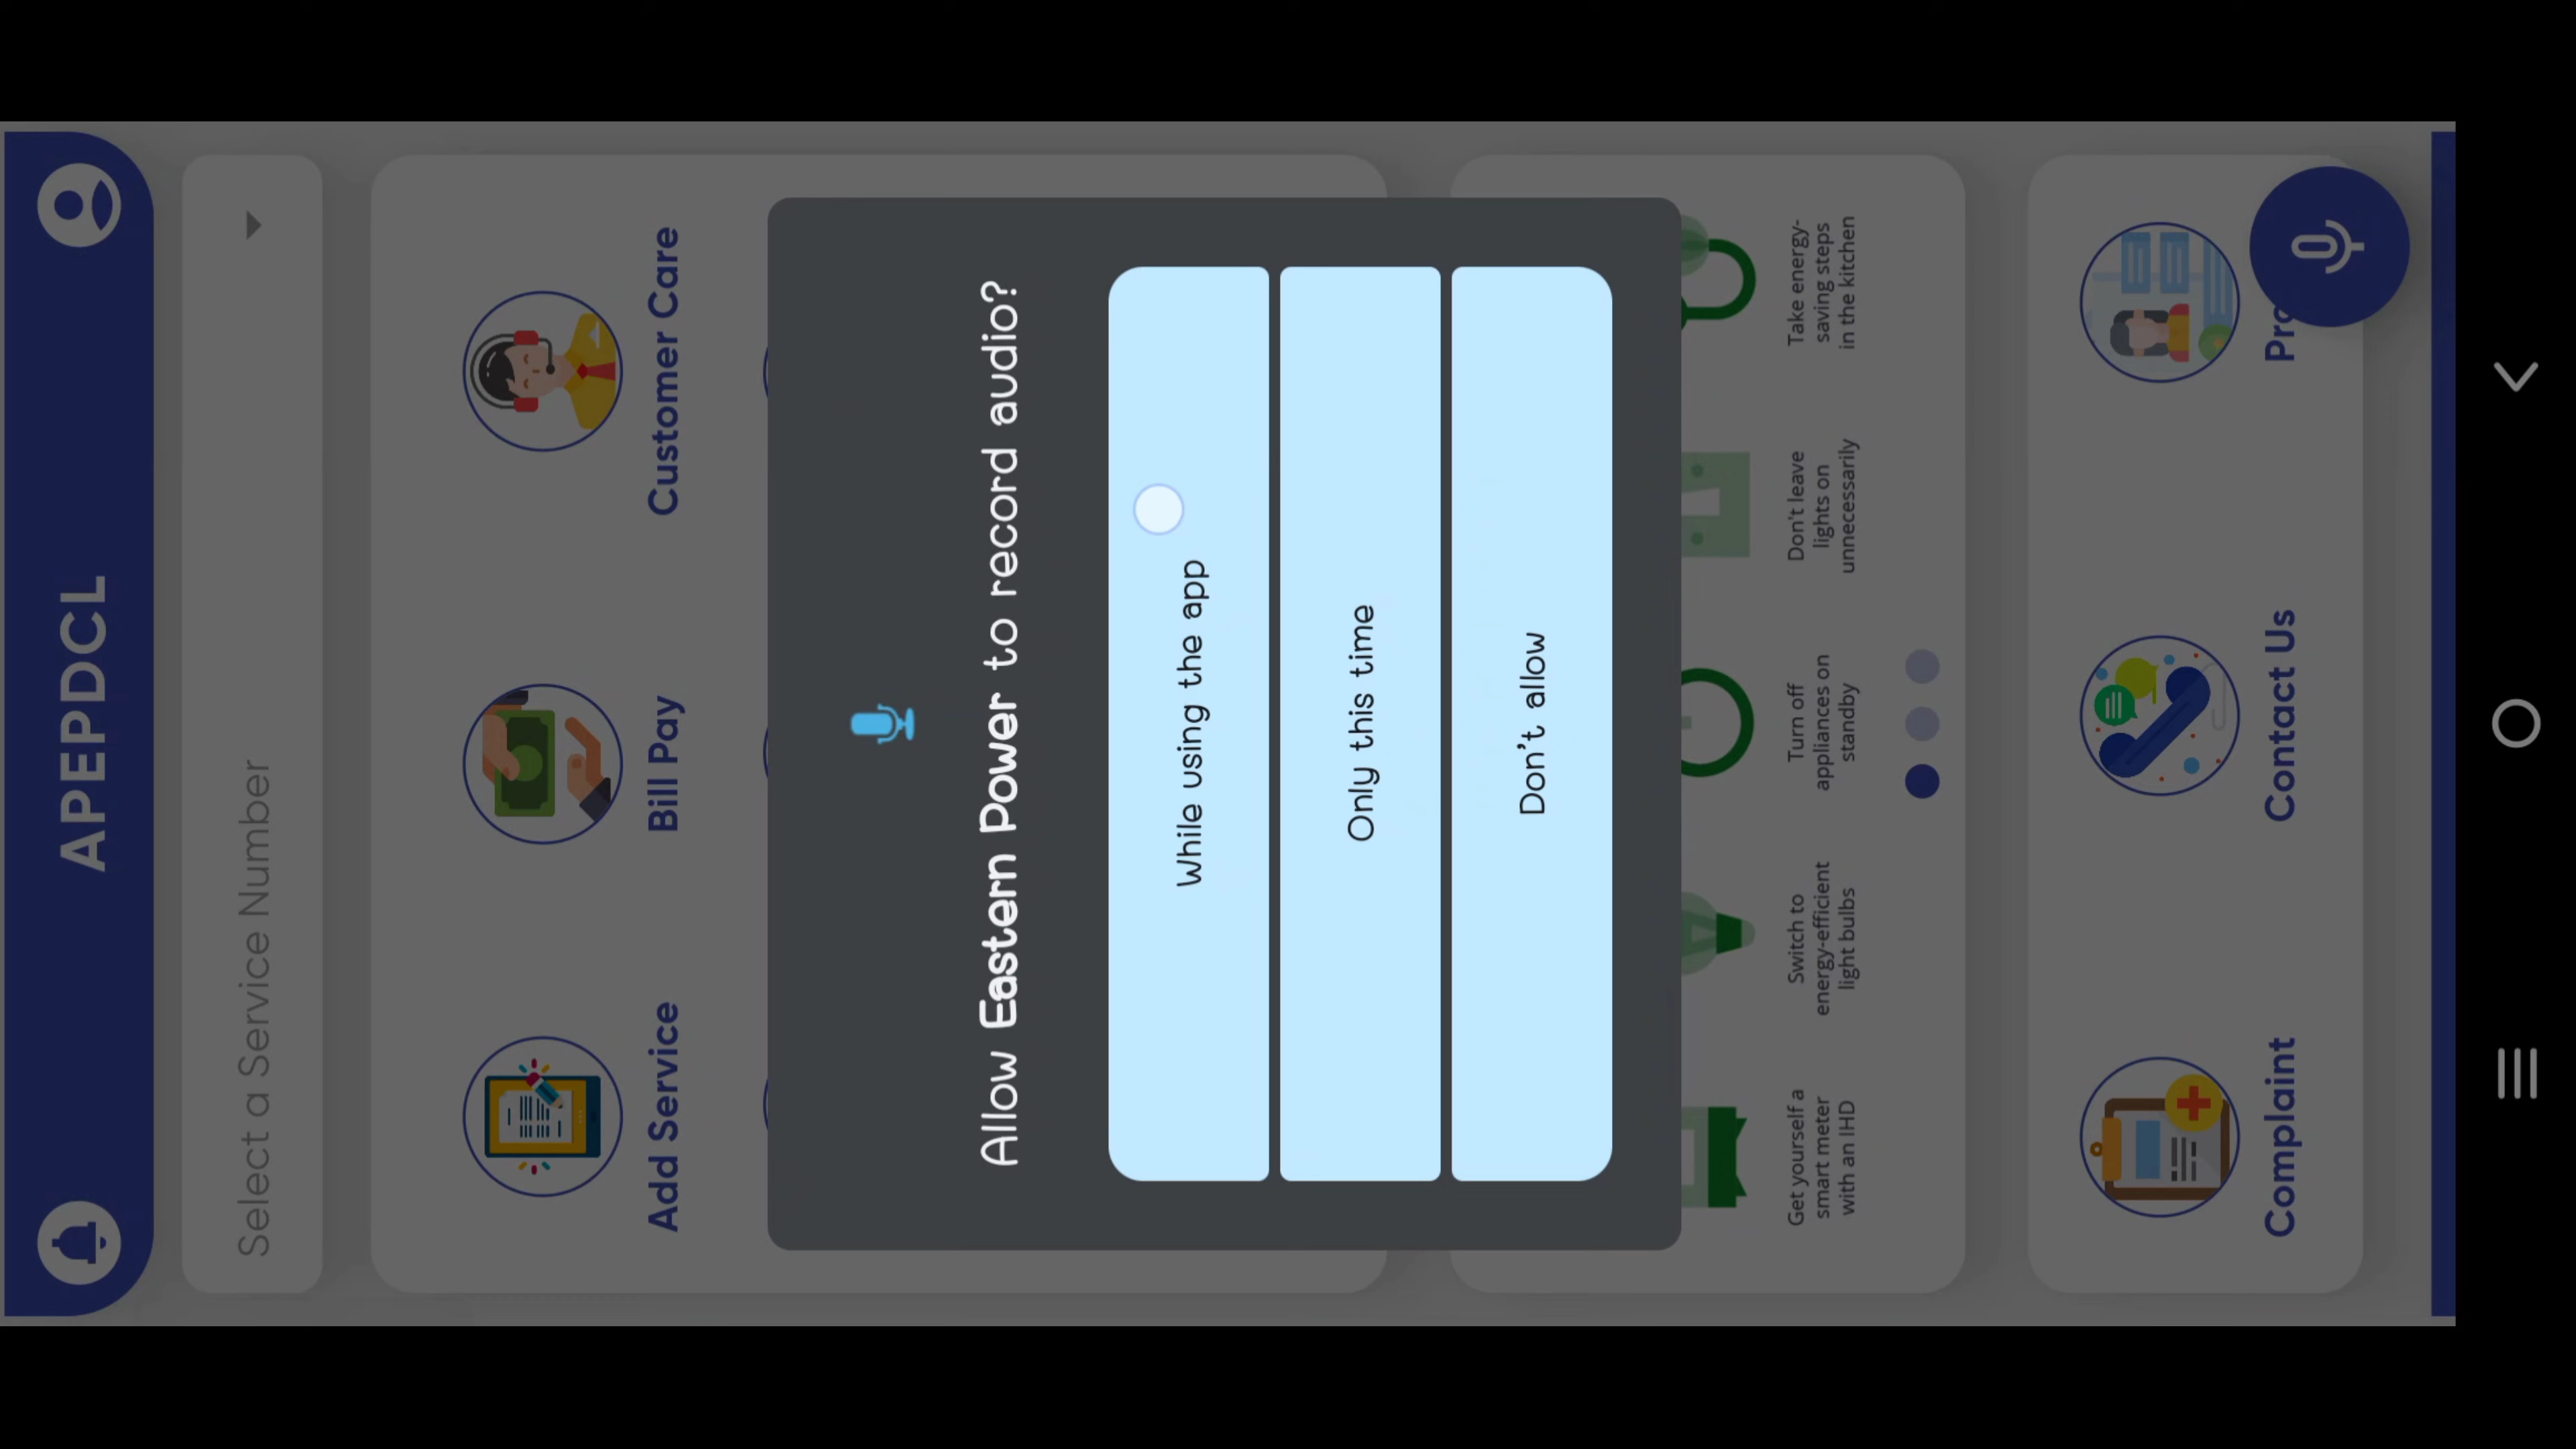 APEPDCL
Select a Service Number
Add Service
Bill Pay
Customer Care
Allow Eastern Power to record audio?
While using the app
Only this time
Don't allow
Get yourself a
smart meter
with an IHD
Switch to
energy-efficient
light bulbs
Turn off
appliances on
standby
Don't leave
lights on
unnecessarily
Take energy-
saving steps
in the kitchen
Complaint
Contact Us